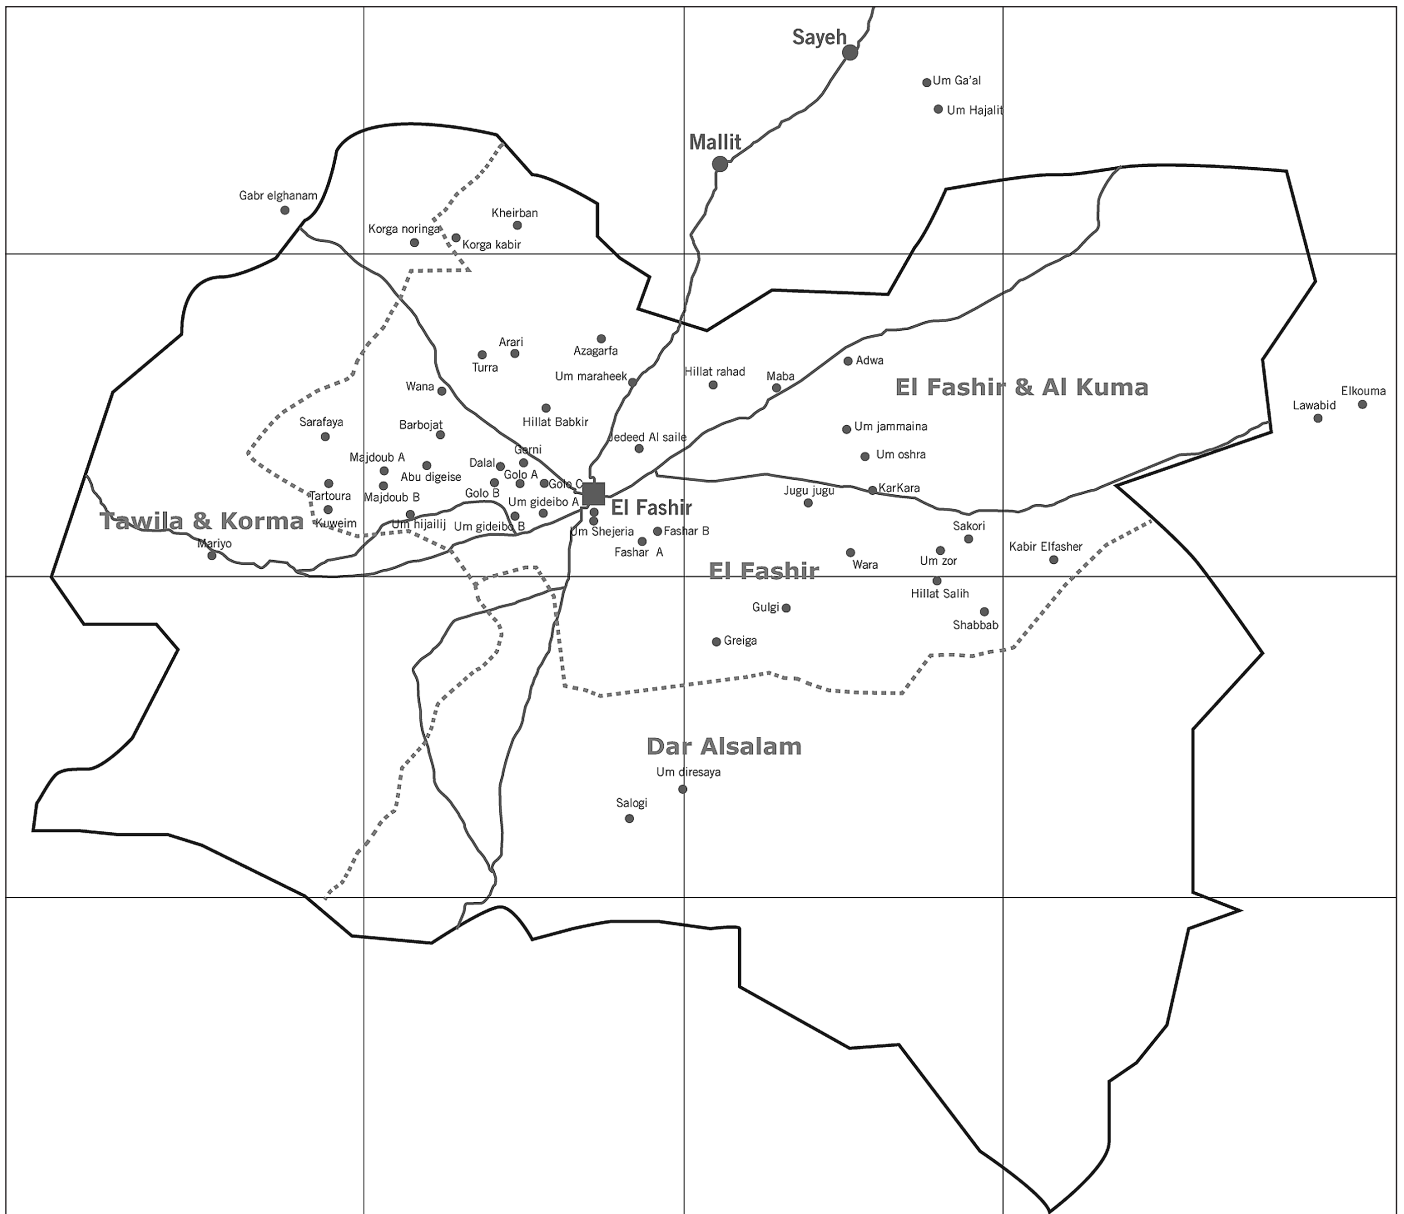 Sayeh
Um Ga'al
Um Hajalit
Mallit
Gabr elghanam
Kheirban
Korga noringa
Korga kabir
Arari
Azagarfa
Turra
Um maraheek
Hillat rahad
Maba
Adwa
El Fashir & Al Kuma
Wana
Elkouma
Lawabid
Hillat Babkir
Sarafaya
Barbojat
Um jammaina
Jedeed Al saile
Gerni
Majdoub A
Dalal
Um oshra
Abu digeise
Golo A
Golo C
Jugu jugu
KarKara
Tartoura
Majdoub B
Golo B
Um gideibo A
El Fashir
Tawila & Korma
Kuweim
Um hijailij
Um gideibo B
Um Shejeria
Fashar B
Sakori
Mariyo
Fashar A
Kabir Elfasher
Wara
Um zor
El Fashir
Hillat Salih
Gulgi
Shabbab
Greiga
Dar Alsalam
Um diresaya
Salogi